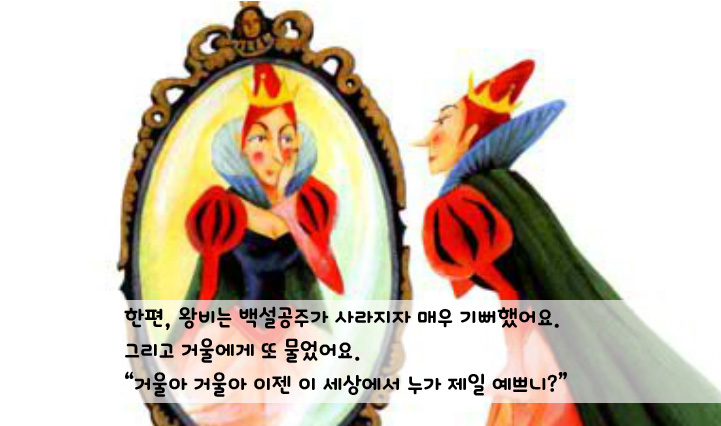 한편, 왕비는 백설공주가 사라지자 매우 기뻐했어요.
그리고 거울에게 또 물었어요.
“거울아 거울아 이젠 이 세상에서 누가 제일 예쁘니?”